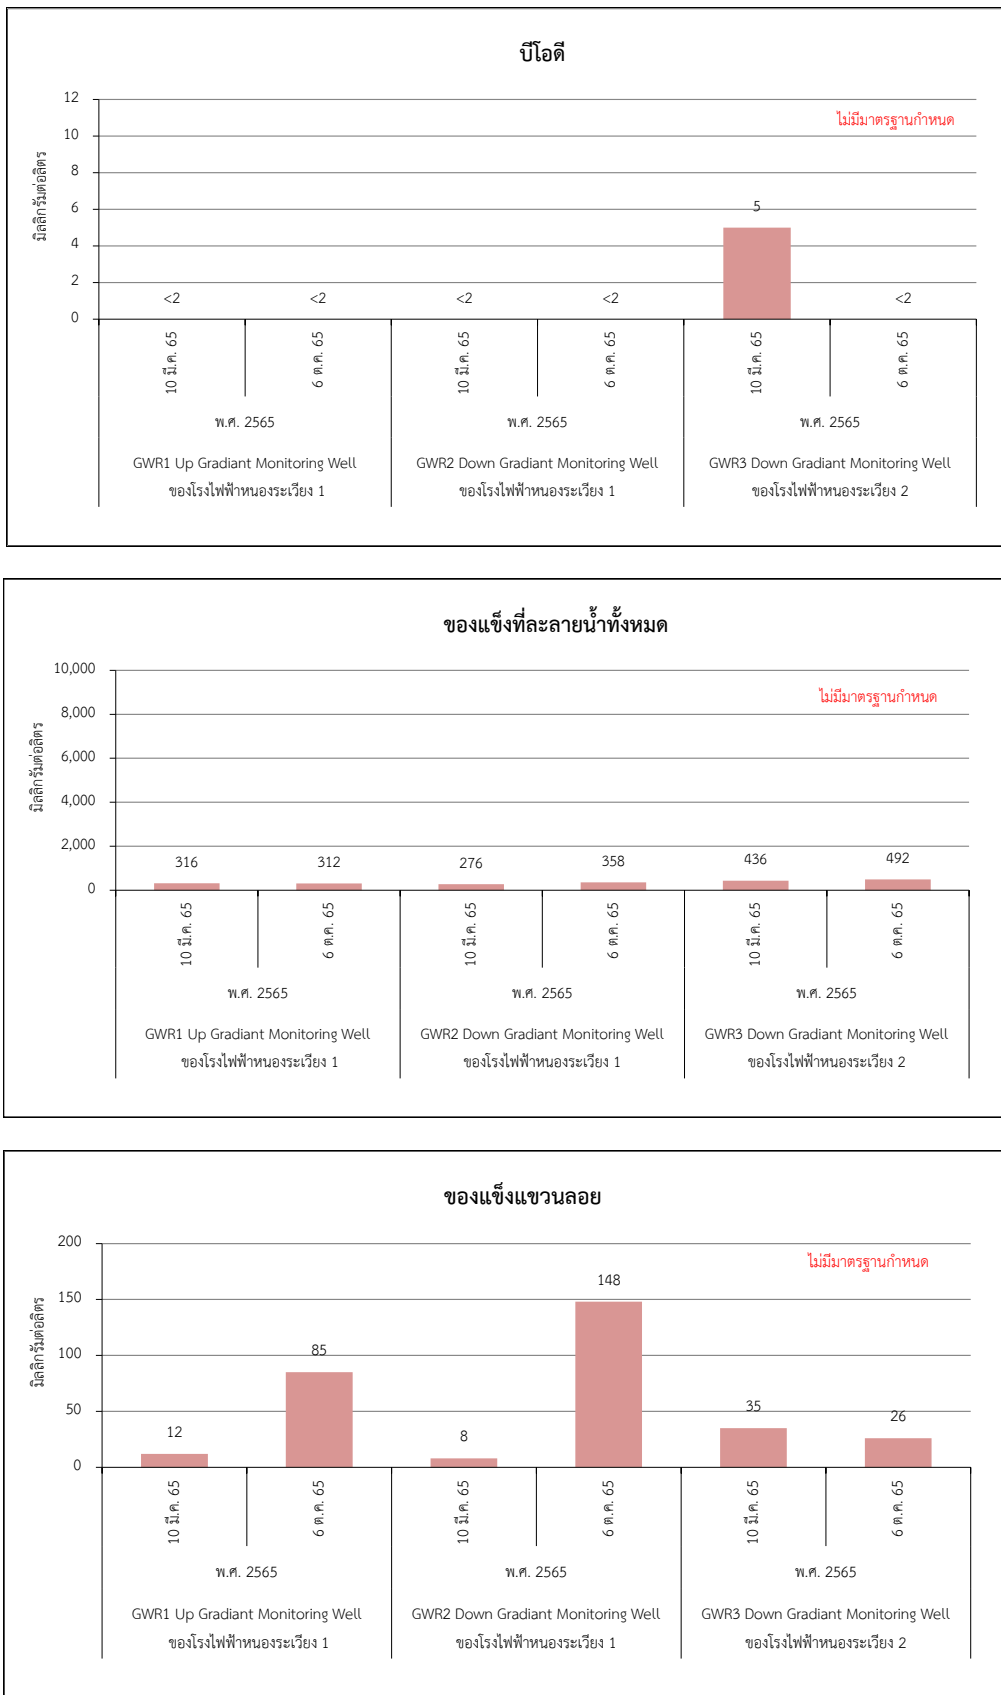 บีโอดี
ไม่มีมาตรฐานกำหนด
มิลลิกรัมต่อลิตร
12
10
8
6
4
2
0
<2 <2 <2 <2 5 <2
10 มี.ค. 65 6 ต.ค. 65 10 มี.ค. 65 6 ต.ค. 65 10 มี.ค. 65 6 ต.ค. 65
พ.ศ. 2565 พ.ศ. 2565 พ.ศ. 2565
GWR1 Up Gradiant Monitoring Well GWR2 Down Gradiant Monitoring Well GWR3 Down Gradiant Monitoring Well
ของโรงไฟฟ้าหนองระเวียง 1 ของโรงไฟฟ้าหนองระเวียง 1 ของโรงไฟฟ้าหนองระเวียง 2
ของแข็งที่ละลายน้ำทั้งหมด
ไม่มีมาตรฐานกำหนด
มิลลิกรัมต่อลิตร
10,000
8,000
6,000
4,000
2,000
0
316 312 276 358 436 492
10 มี.ค. 65 6 ต.ค. 65 10 มี.ค. 65 6 ต.ค. 65 10 มี.ค. 65 6 ต.ค. 65
พ.ศ. 2565 พ.ศ. 2565 พ.ศ. 2565
GWR1 Up Gradiant Monitoring Well GWR2 Down Gradiant Monitoring Well GWR3 Down Gradiant Monitoring Well
ของโรงไฟฟ้าหนองระเวียง 1 ของโรงไฟฟ้าหนองระเวียง 1 ของโรงไฟฟ้าหนองระเวียง 2
ของแข็งแขวนลอย
ไม่มีมาตรฐานกำหนด
มิลลิกรัมต่อลิตร
200
150
100
50
0
12 85 8 148 35 26
10 มี.ค. 65 6 ต.ค. 65 10 มี.ค. 65 6 ต.ค. 65 10 มี.ค. 65 6 ต.ค. 65
พ.ศ. 2565 พ.ศ. 2565 พ.ศ. 2565
GWR1 Up Gradiant Monitoring Well GWR2 Down Gradiant Monitoring Well GWR3 Down Gradiant Monitoring Well
ของโรงไฟฟ้าหนองระเวียง 1 ของโรงไฟฟ้าหนองระเวียง 1 ของโรงไฟฟ้าหนองระเวียง 2